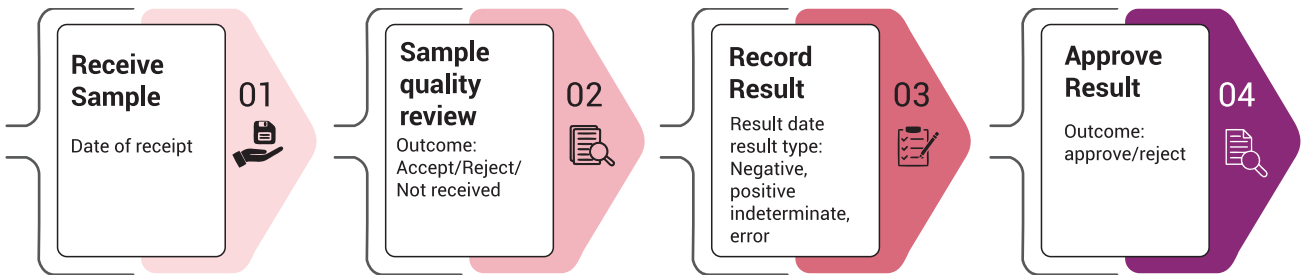 Receive
Sample
Date of receipt
01
Sample
quality
review
Outcome:
Accept/Reject/
Not received
02
Record
Result
Result date
result type:
Negative,
positive
indeterminate,
error
03
Approve
Result
Outcome:
approve/reject
04